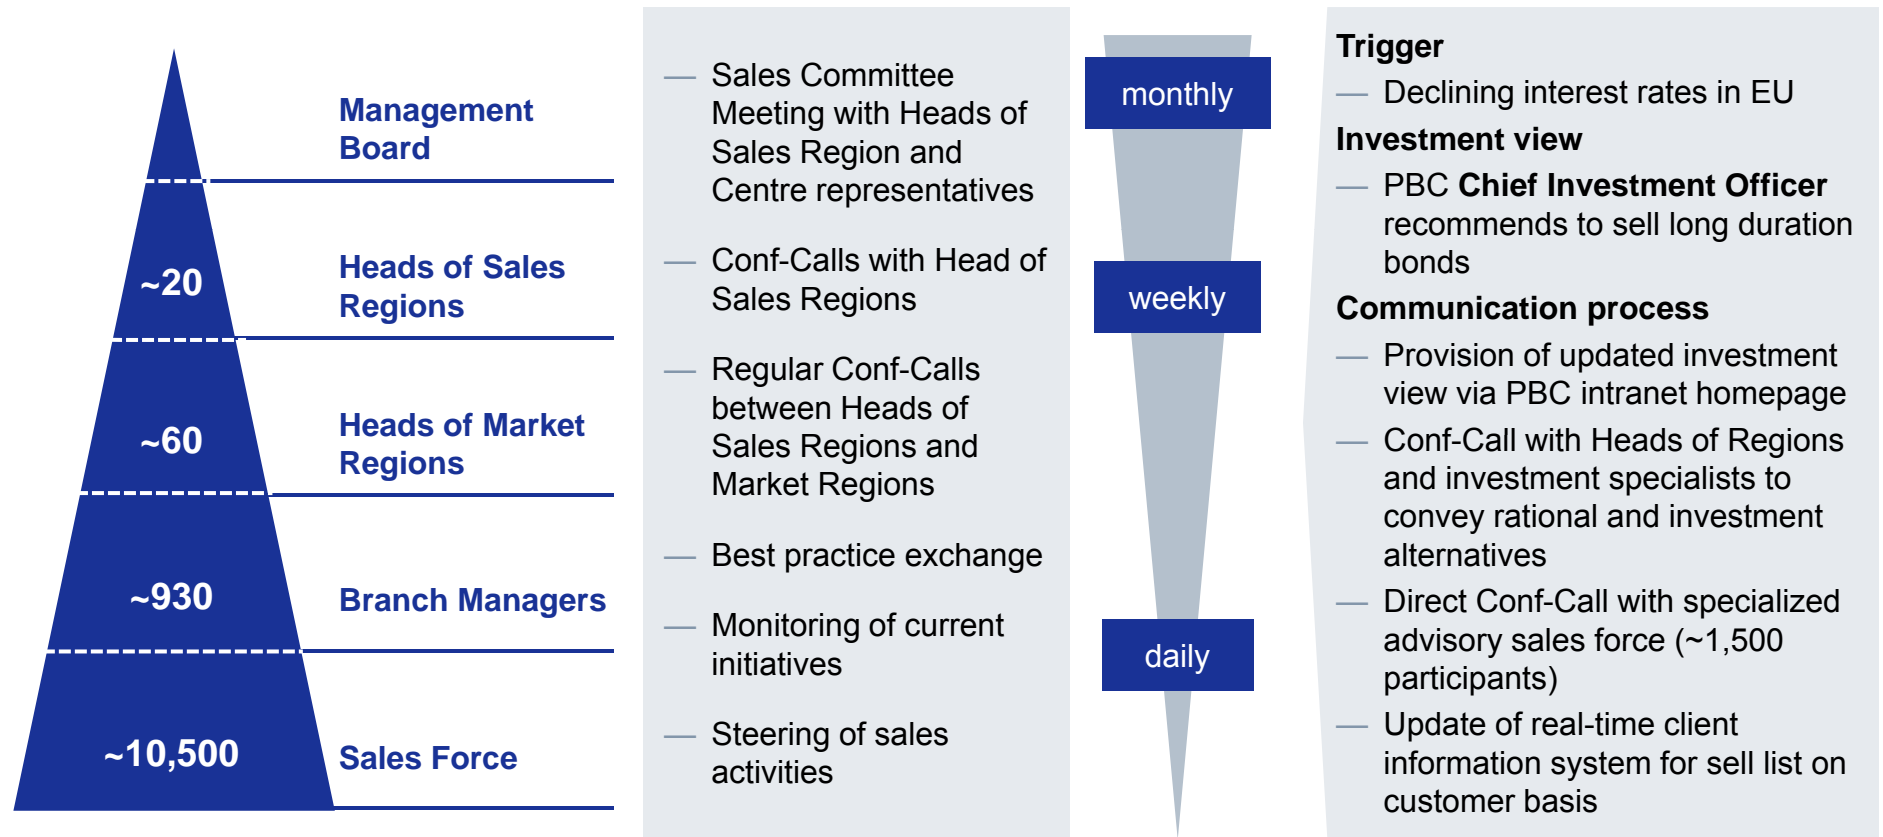 Management
Board
~20
Heads of Sales
Regions
~60
Heads of Market
Regions
~930
Branch Managers
~10,500
Sales Force
— Sales Committee
Meeting with Heads of
Sales Region and
Centre representatives
— Conf-Calls with Head of
Sales Regions
— Regular Conf-Calls
between Heads of
Sales Regions and
Market Regions
— Best practice exchange
— Monitoring of current
initiatives
— Steering of sales
activities
monthly
weekly
daily
Trigger
— Declining interest rates in EU
Investment view
— PBC Chief Investment Officer
recommends to sell long duration
bonds
Communication process
— Provision of updated investment
view via PBC intranet homepage
— Conf-Call with Heads of Regions
and investment specialists to
convey rational and investment
alternatives
— Direct Conf-Call with specialized
advisory sales force (~1,500
participants)
— Update of real-time client
information system for sell list on
customer basis